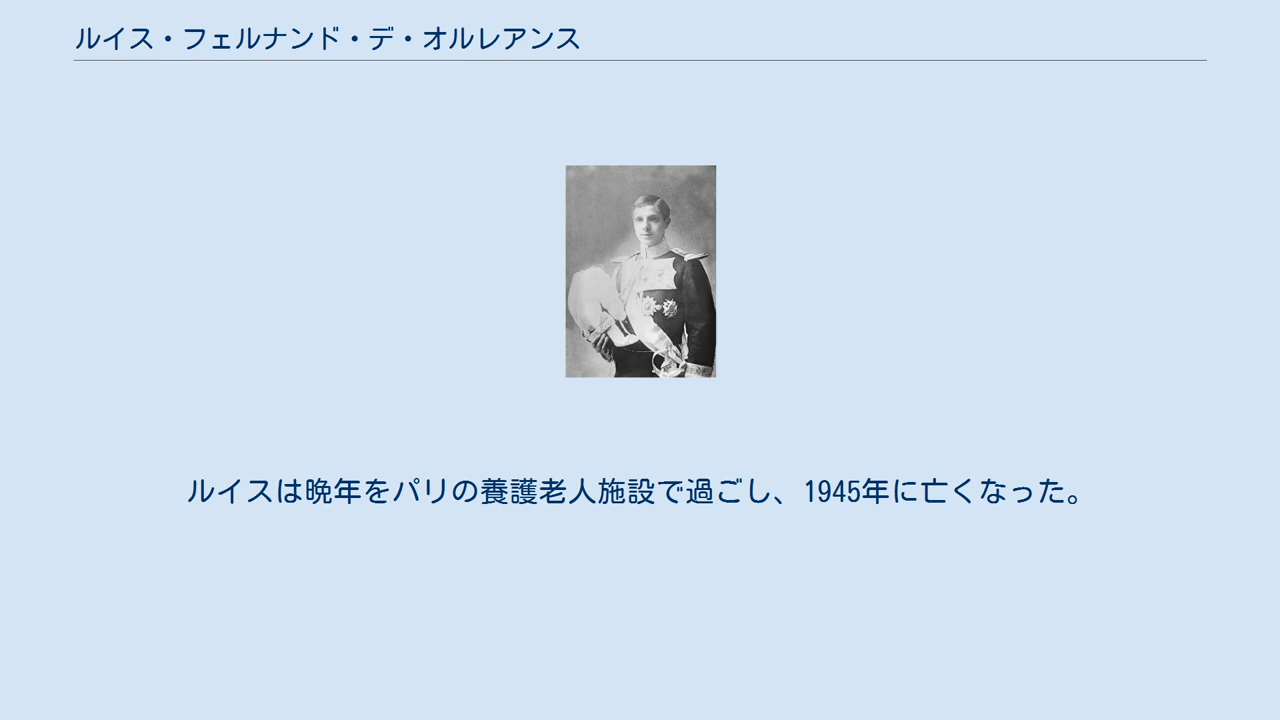 ルイス・フェルナンド・デ・オルレアンス
ルイスは晩年をパリの養護老人施設で過ごし、1945年に亡くなった。